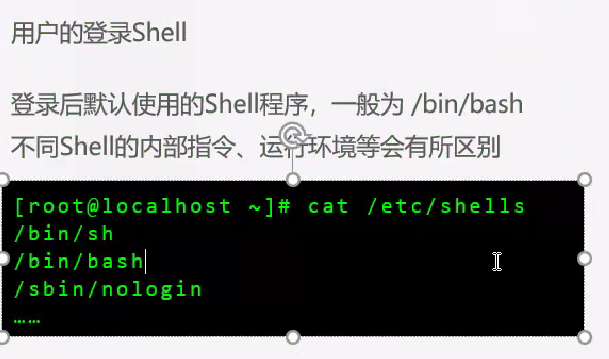 用户的登录Shell
登录后默认使用的Shell程序，一般为 /bin/bash
不同Shell的内部指令、运行环境等会有所区别
[root@localhost ~]# cat /etc/shells
/bin/sh
/bin/bash
/sbin/nologin
……